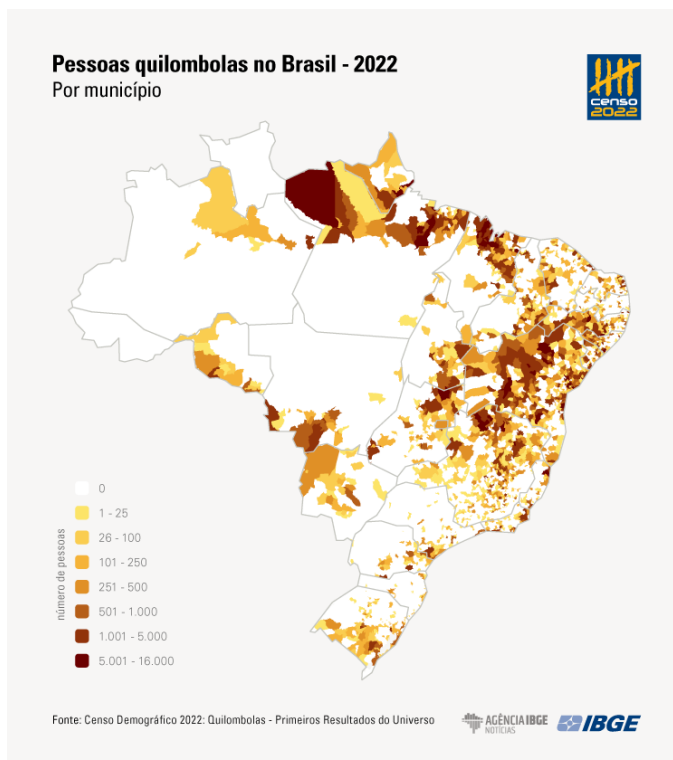 Pessoas quilombolas no Brasil - 2022
Por município
censo
2022
número de pessoas
0
1 - 25
26 - 100
101 - 250
251 - 500
501 - 1.000
1.001 - 5.000
5.001 - 16.000
Fonte: Censo Demográfico 2022: Quilombolas - Primeiros Resultados do Universo
AGÊNCIA IBGE
NOTÍCIAS
IBGE